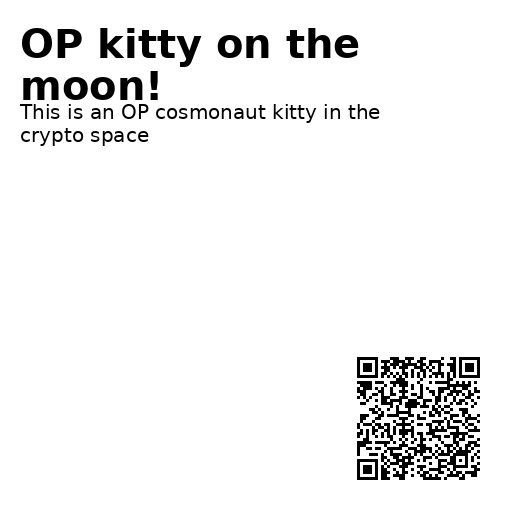 OP kitty on the
moon!
This is an OP cosmonaut kitty in the
crypto space